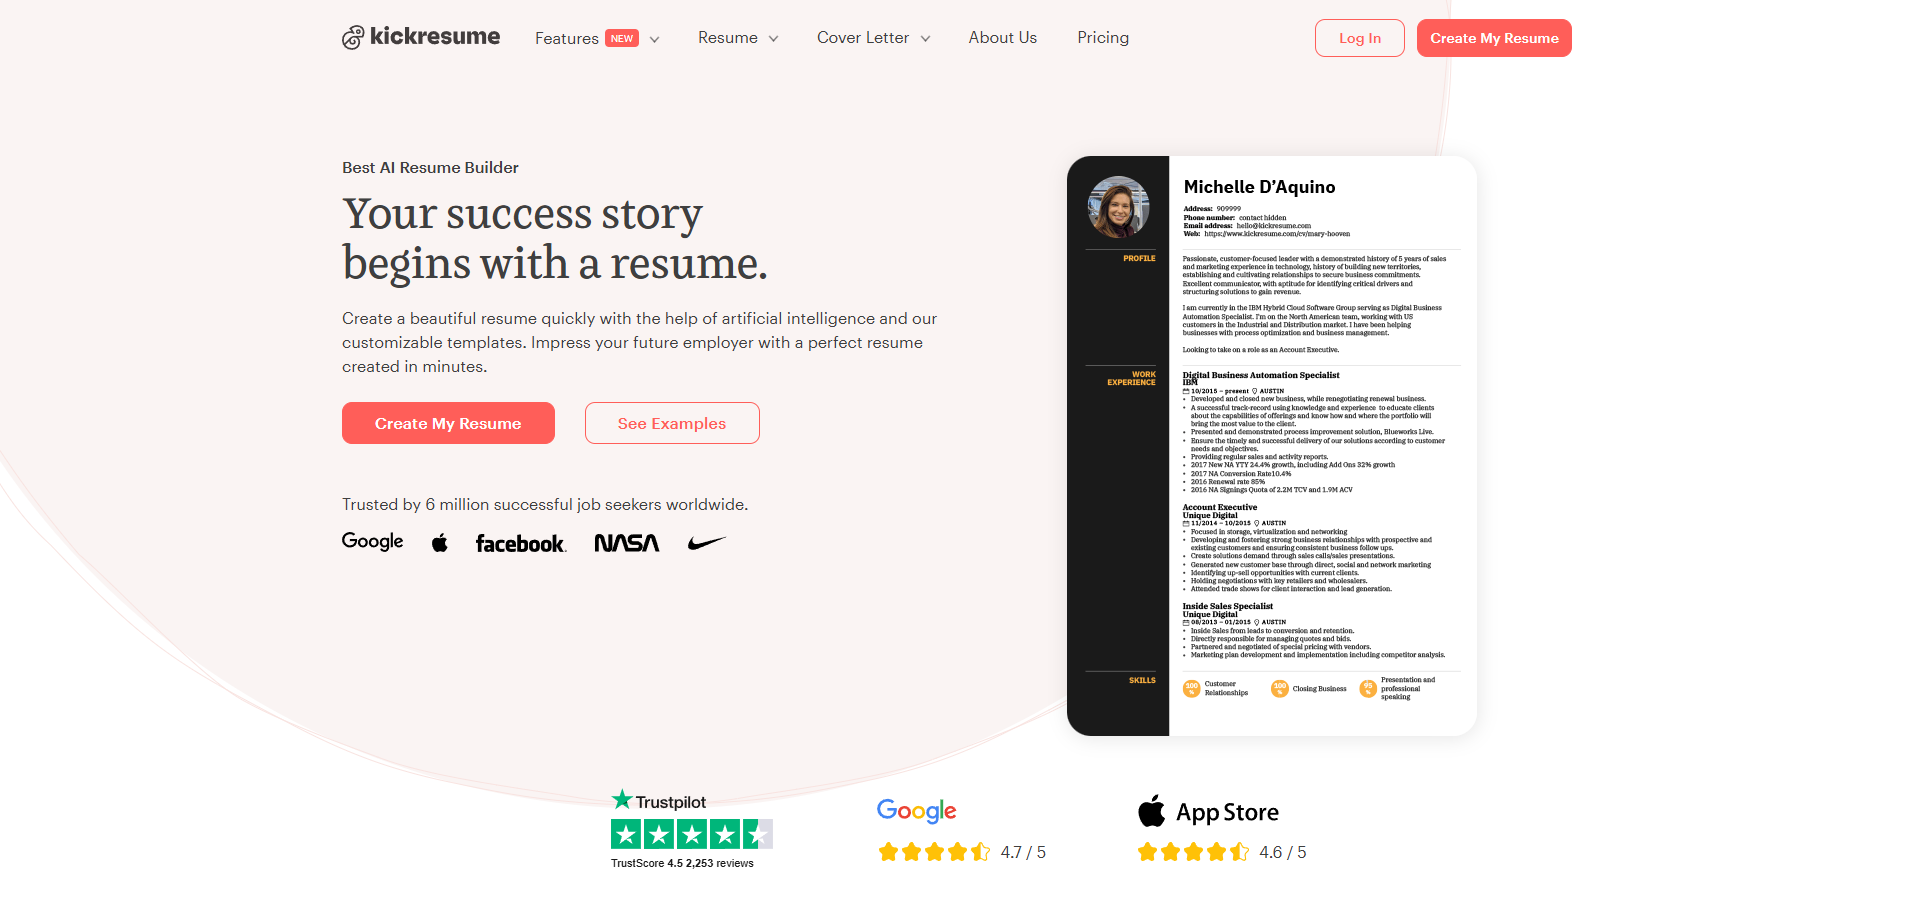 kickresume
Features NEW
Resume
Cover Letter
About Us
Pricing
Log In
Create My Resume
Best AI Resume Builder
Your success story
begins with a resume.
Create a beautiful resume quickly with the help of artificial intelligence and our
customizable templates. Impress your future employer with a perfect resume
created in minutes.
Create My Resume
See Examples
Trusted by 6 million successful job seekers worldwide.
Google
facebook
NASA
Michelle D'Aquino
Address: 909999
Phone number: contact hidden
Email address: hello@kickresume.com
Web: https://www.kickresume.com/cv/mary-hooven
PROFILE
Passionate, customer-focused leader with a demonstrated history of 5 years of sales
and marketing experience in technology, history of building new territories,
establishing and cultivating relationships to secure business commitments.
Excellent communicator, with aptitude for identifying critical drivers and
structuring solutions to gain revenue.
I am currently in the IBM Hybrid Cloud Software Group serving as Digital Business
Automation Specialist. I'm on the North American team, working with US
customers in the Industrial and Distribution market. I have been helping
businesses with process optimization and business management.
Looking to take on a role as an Account Executive.
WORK
EXPERIENCE
Digital Business Automation Specialist
IBM
10/2015 – present AUSTIN
• Developed and closed new business, while renegotiating renewal business.
• A successful track-record using knowledge and experience to educate clients
about the capabilities of offerings and know how and where the portfolio will
bring the most value to the client.
• Presented and demonstrated process improvement solution, Blueworks Live.
• Ensure the timely and successful delivery of our solutions according to customer
needs and objectives.
• Providing regular sales and activity reports.
• 2017 New NA YTY 24.4% growth, including Add Ons 32% growth
• 2017 NA Conversion Rate10.4%
• 2016 Renewal rate 85%
• 2016 NA Signings Quota of 2.2M TCV and 1.9M ACV
Account Executive
Unique Digital
11/2014 – 10/2015 AUSTIN
• Focused in storage, virtualization and networking
• Developing and fostering strong business relationships with prospective and
existing customers and ensuring consistent business follow ups.
• Create solutions demand through sales calls/sales presentations.
• Generated new customer base through direct, social and network marketing
• Identifying up-sell opportunities with current clients.
• Holding negotiations with key retailers and wholesalers.
• Attended trade shows for client interaction and lead generation.
Inside Sales Specialist
Unique Digital
08/2013 – 01/2015 AUSTIN
• Inside Sales from leads to conversion and retention.
• Directly responsible for managing quotes and bids.
• Partnered and negotiated of special pricing with vendors.
• Marketing plan development and implementation including competitor analysis.
SKILLS
100 %
Customer
Relationships
100 %
Closing Business
95 %
Presentation and
professional
speaking
Trustpilot
TrustScore 4.5 2,253 reviews
Google
4.7 / 5
App Store
4.6 / 5